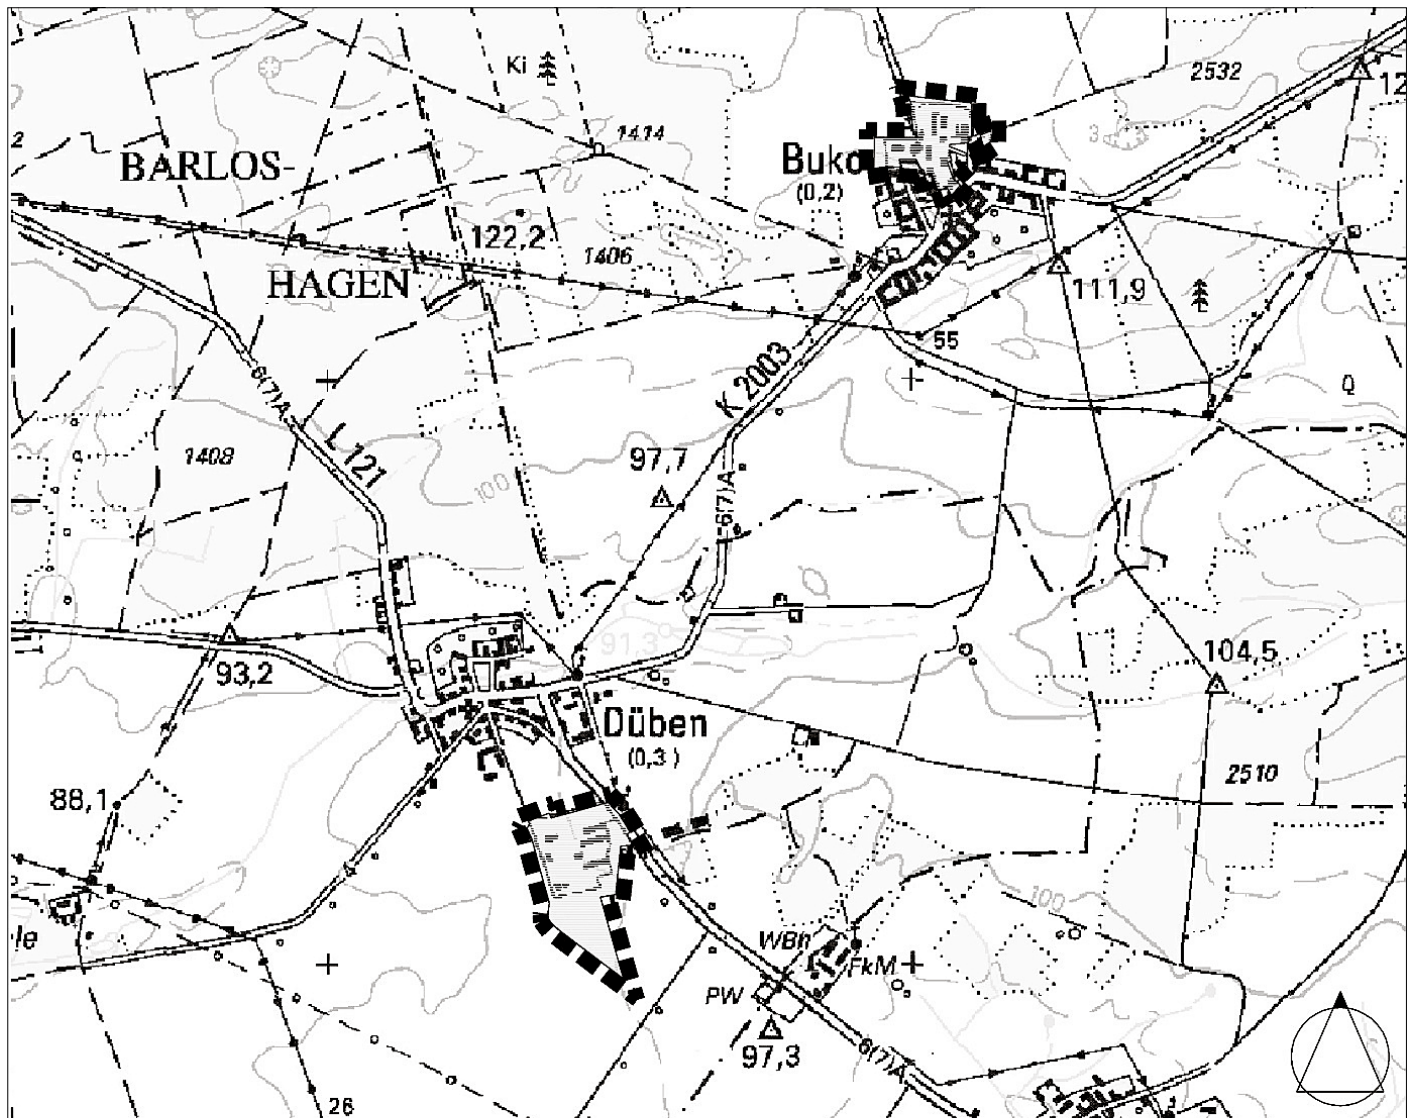 Ki
2532
12
2
1414
BARLOS-
Buko
(0,2)
122,2
1406
HAGEN
111,9
55
K 2003
6(7)A
Q
L 121
1408
97,7
100
6(7)A
91,3
104,5
93,2
Düben
(0,3)
2510
88,1
100
le
WBh
FkM
PW
97,3
6(7)A
26